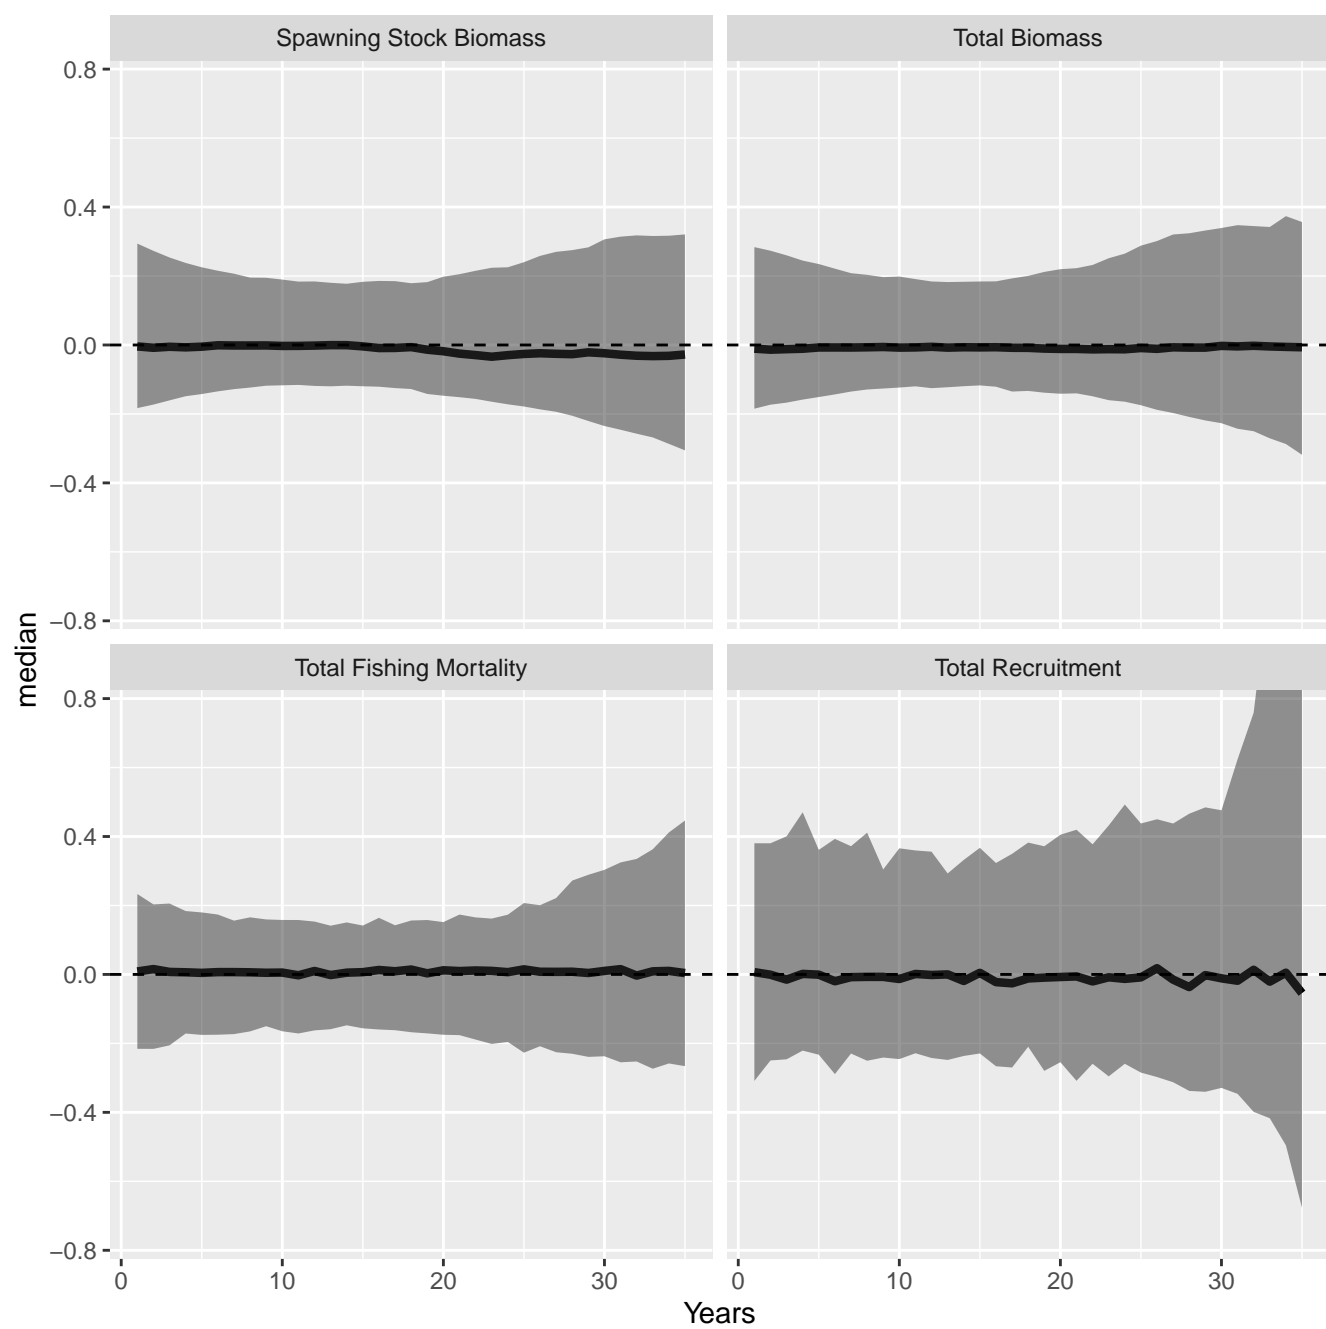 Spawning Stock Biomass
Total Biomass
0.8
0.4
0.0
−0.4
−0.8
median
Total Fishing Mortality
Total Recruitment
0.8
0.4
0.0
−0.4
−0.8
0 10 20 30
0 10 20 30
Years